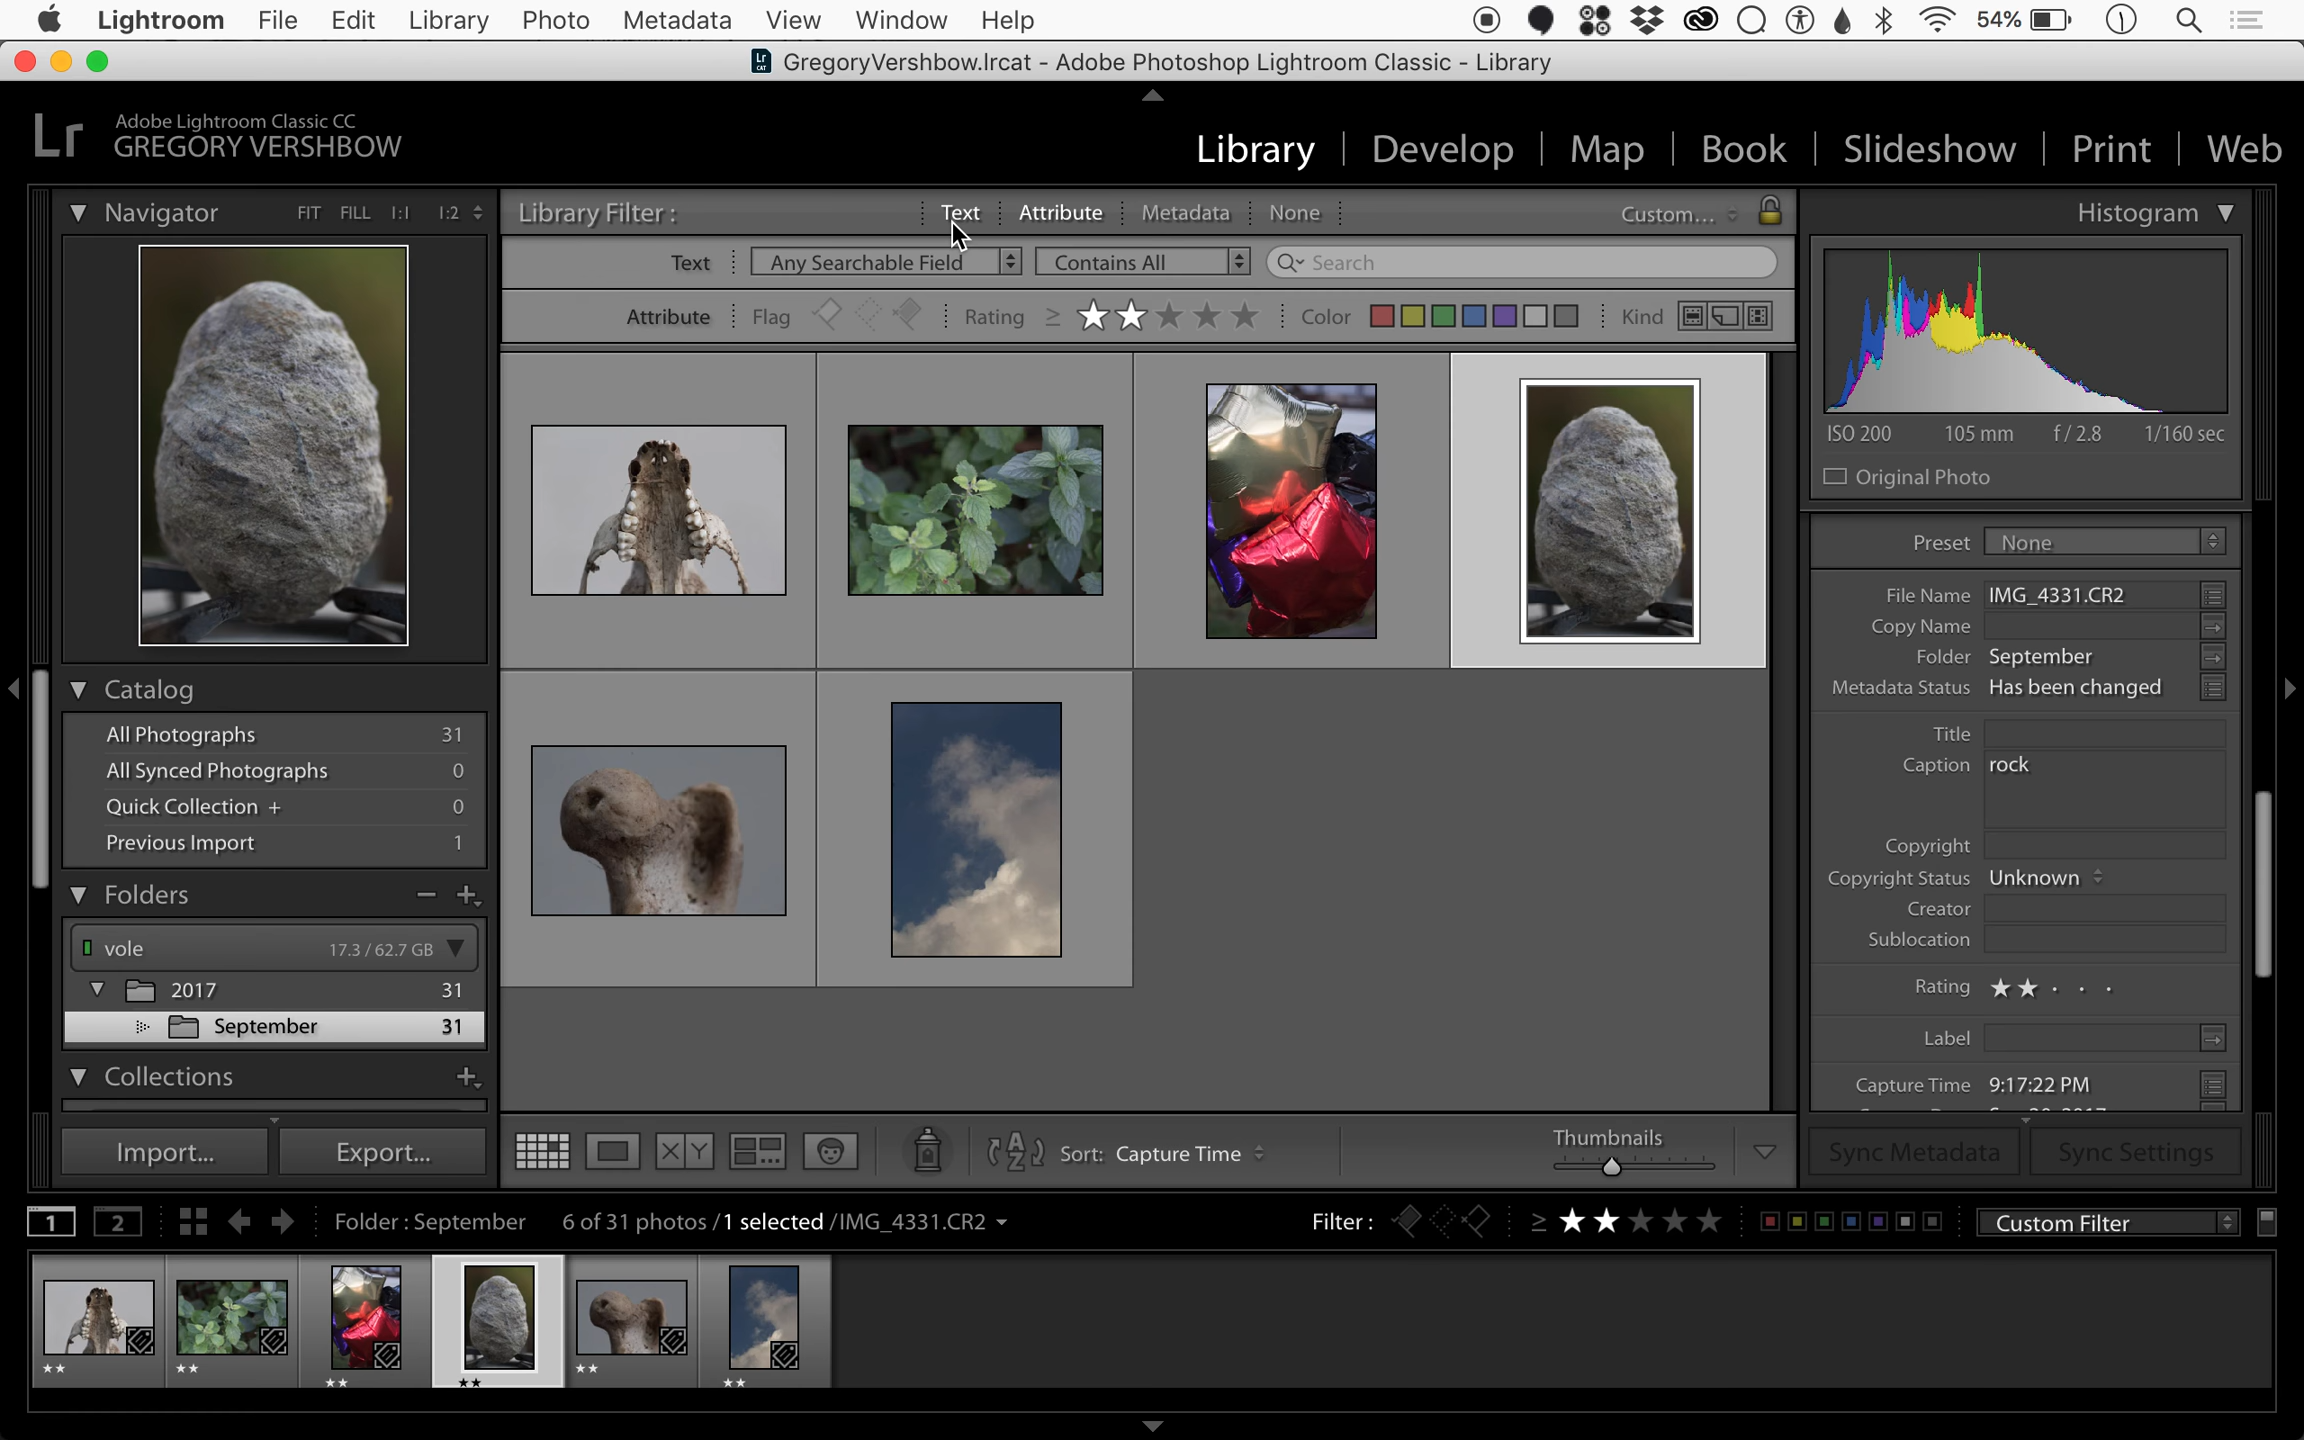 Lightroom File Edit Library Photo Metadata View Window Help 54%
GregoryVershbow.lrcat - Adobe Photoshop Lightroom Classic - Library
Lr Adobe Lightroom Classic CC
GREGORY VERSHBOW
Library | Develop | Map | Book | Slideshow | Print | Web
Navigator FIT FILL 1:1 1:2
Library Filter : Text Attribute Metadata None Custom...
Text Any Searchable Field Contains All Search
Attribute Flag Rating ≥ ★★★★★ Color Kind
Histogram
ISO 200 105 mm f / 2.8 1/160 sec
Original Photo
Catalog
All Photographs 31
All Synced Photographs 0
Quick Collection + 0
Previous Import 1
Folders
vole 17.3 / 62.7 GB
2017 31
September 31
Collections
Import... Export...
Sort: Capture Time
Thumbnails
Preset None
File Name IMG_4331.CR2
Copy Name
Folder September
Metadata Status Has been changed
Title
Caption rock
Copyright
Copyright Status Unknown
Creator
Sublocation
Rating ★★ · · ·
Label
Capture Time 9:17:22 PM
Sync Metadata Sync Settings
1 2 Folder : September 6 of 31 photos / 1 selected / IMG_4331.CR2 Filter : ≥ ★★★★★ Custom Filter
★★ ★★ ★★ ★★ ★★ ★★